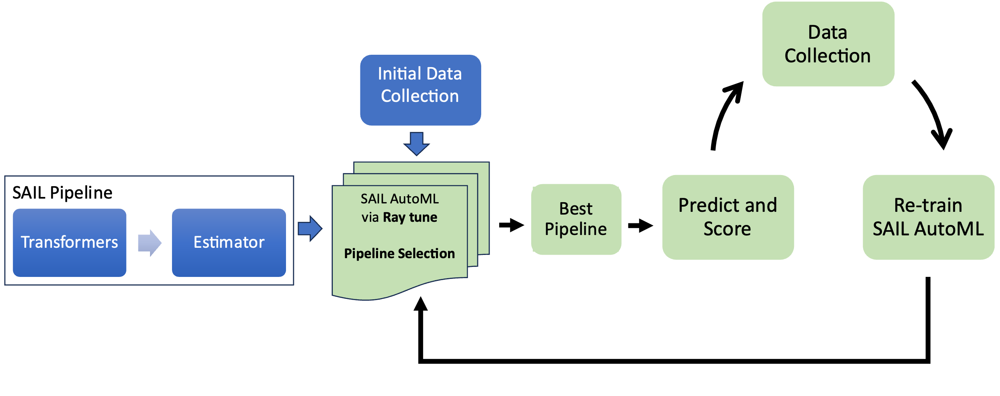 SAIL Pipeline
Transformers
Estimator
Initial Data
Collection
SAIL AutoML
via Ray tune
Pipeline Selection
Best
Pipeline
Predict and
Score
Data
Collection
Re-train
SAIL AutoML